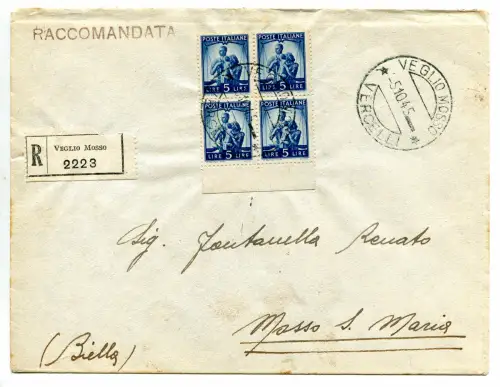 RACCOMANDATA
POSTE ITALIANE POSTE ITALIANE
LIRE 5 LIRE LIRE 5 LIRE
POSTE ITALIANE POSTE ITALIANE
LIRE 5 LIRE LIRE 5 LIRE
VEGLIO MOSSO
VERCELLI
R VEGLIO MOSSO
2223
Sig. Fontanella Renato
Mosso S. Maria
(Biella)